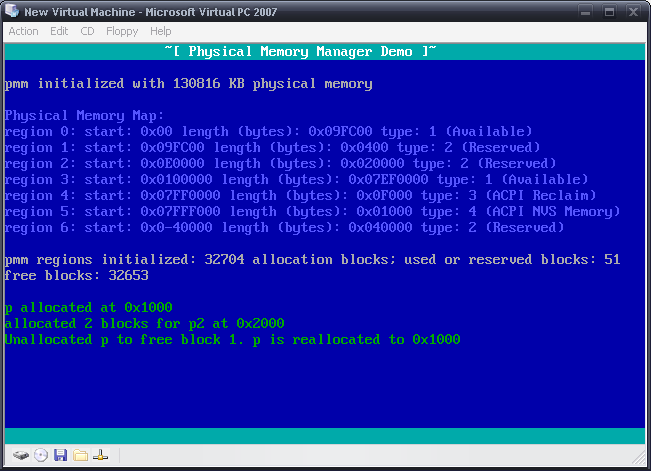 New Virtual Machine - Microsoft Virtual PC 2007
Action Edit CD Floppy Help
~[ Physical Memory Manager Demo ]~
pmm initialized with 130816 KB physical memory
Physical Memory Map:
region 0: start: 0x00 length (bytes): 0x09FC00 type: 1 (Available)
region 1: start: 0x09FC00 length (bytes): 0x0400 type: 2 (Reserved)
region 2: start: 0x0E0000 length (bytes): 0x020000 type: 2 (Reserved)
region 3: start: 0x0100000 length (bytes): 0x07EF0000 type: 1 (Available)
region 4: start: 0x07FF0000 length (bytes): 0x0F000 type: 3 (ACPI Reclaim)
region 5: start: 0x07FFF000 length (bytes): 0x01000 type: 4 (ACPI NVS Memory)
region 6: start: 0x0-40000 length (bytes): 0x040000 type: 2 (Reserved)
pmm regions initialized: 32704 allocation blocks; used or reserved blocks: 51
free blocks: 32653
p allocated at 0x1000
allocated 2 blocks for p2 at 0x2000
Unallocated p to free block 1. p is reallocated to 0x1000